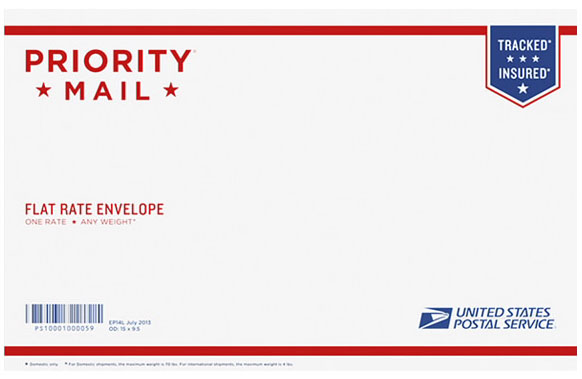 PRIORITY®
★ MAIL ★
TRACKED*
★ ★ ★
INSURED*
★
FLAT RATE ENVELOPE
ONE RATE ★ ANY WEIGHT*
PS10001000059
EP14L July 2013
OD: 15 x 9.5
UNITED STATES
POSTAL SERVICE
* Domestic only. * For Domestic shipments, the maximum weight is 70 lbs. For international shipments, the maximum weight is 4 lbs.